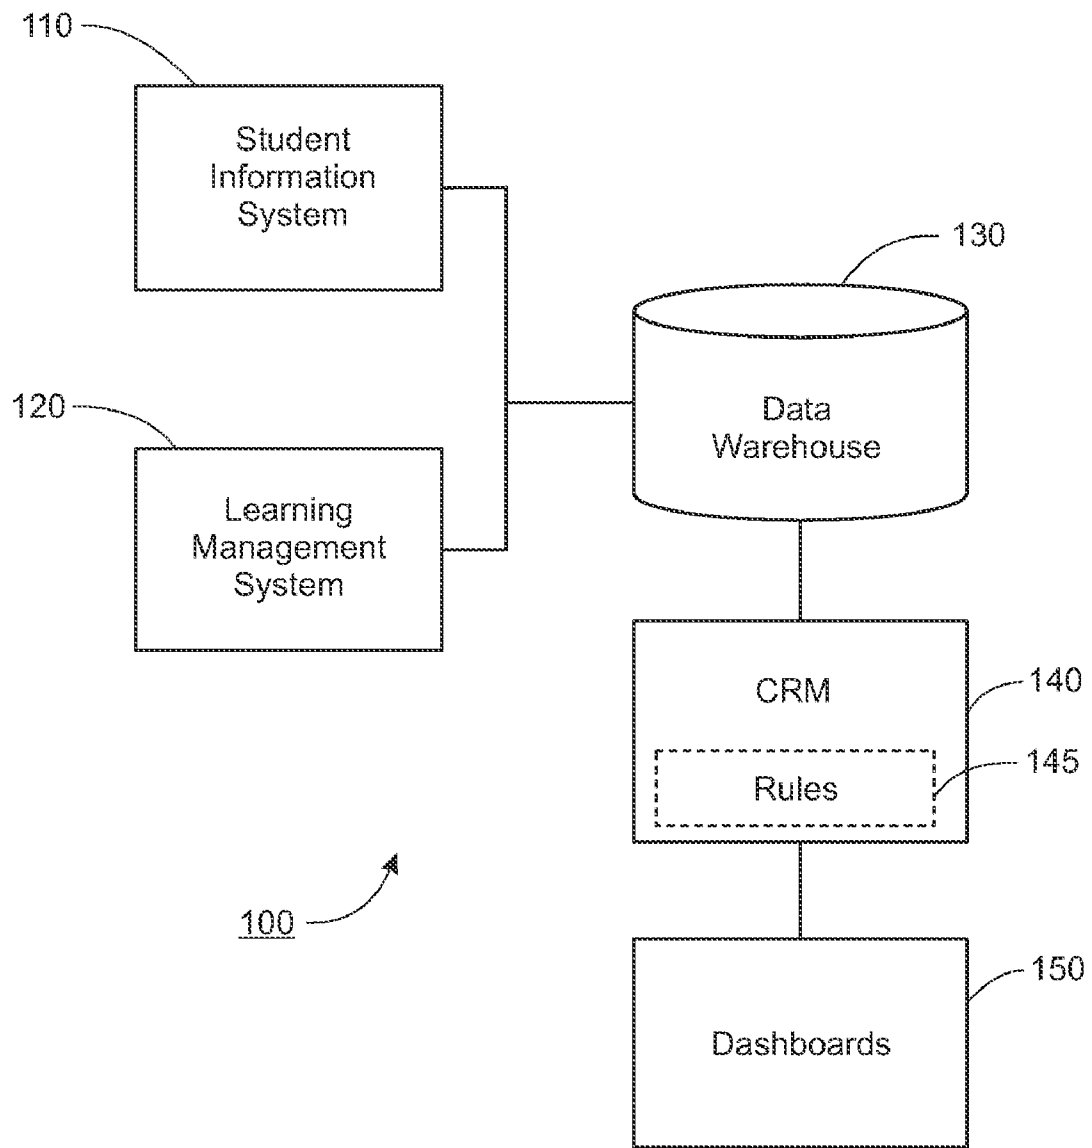 110
Student
Information
System
130
120
Data
Warehouse
Learning
Management
System
CRM
140
Rules
145
100
150
Dashboards